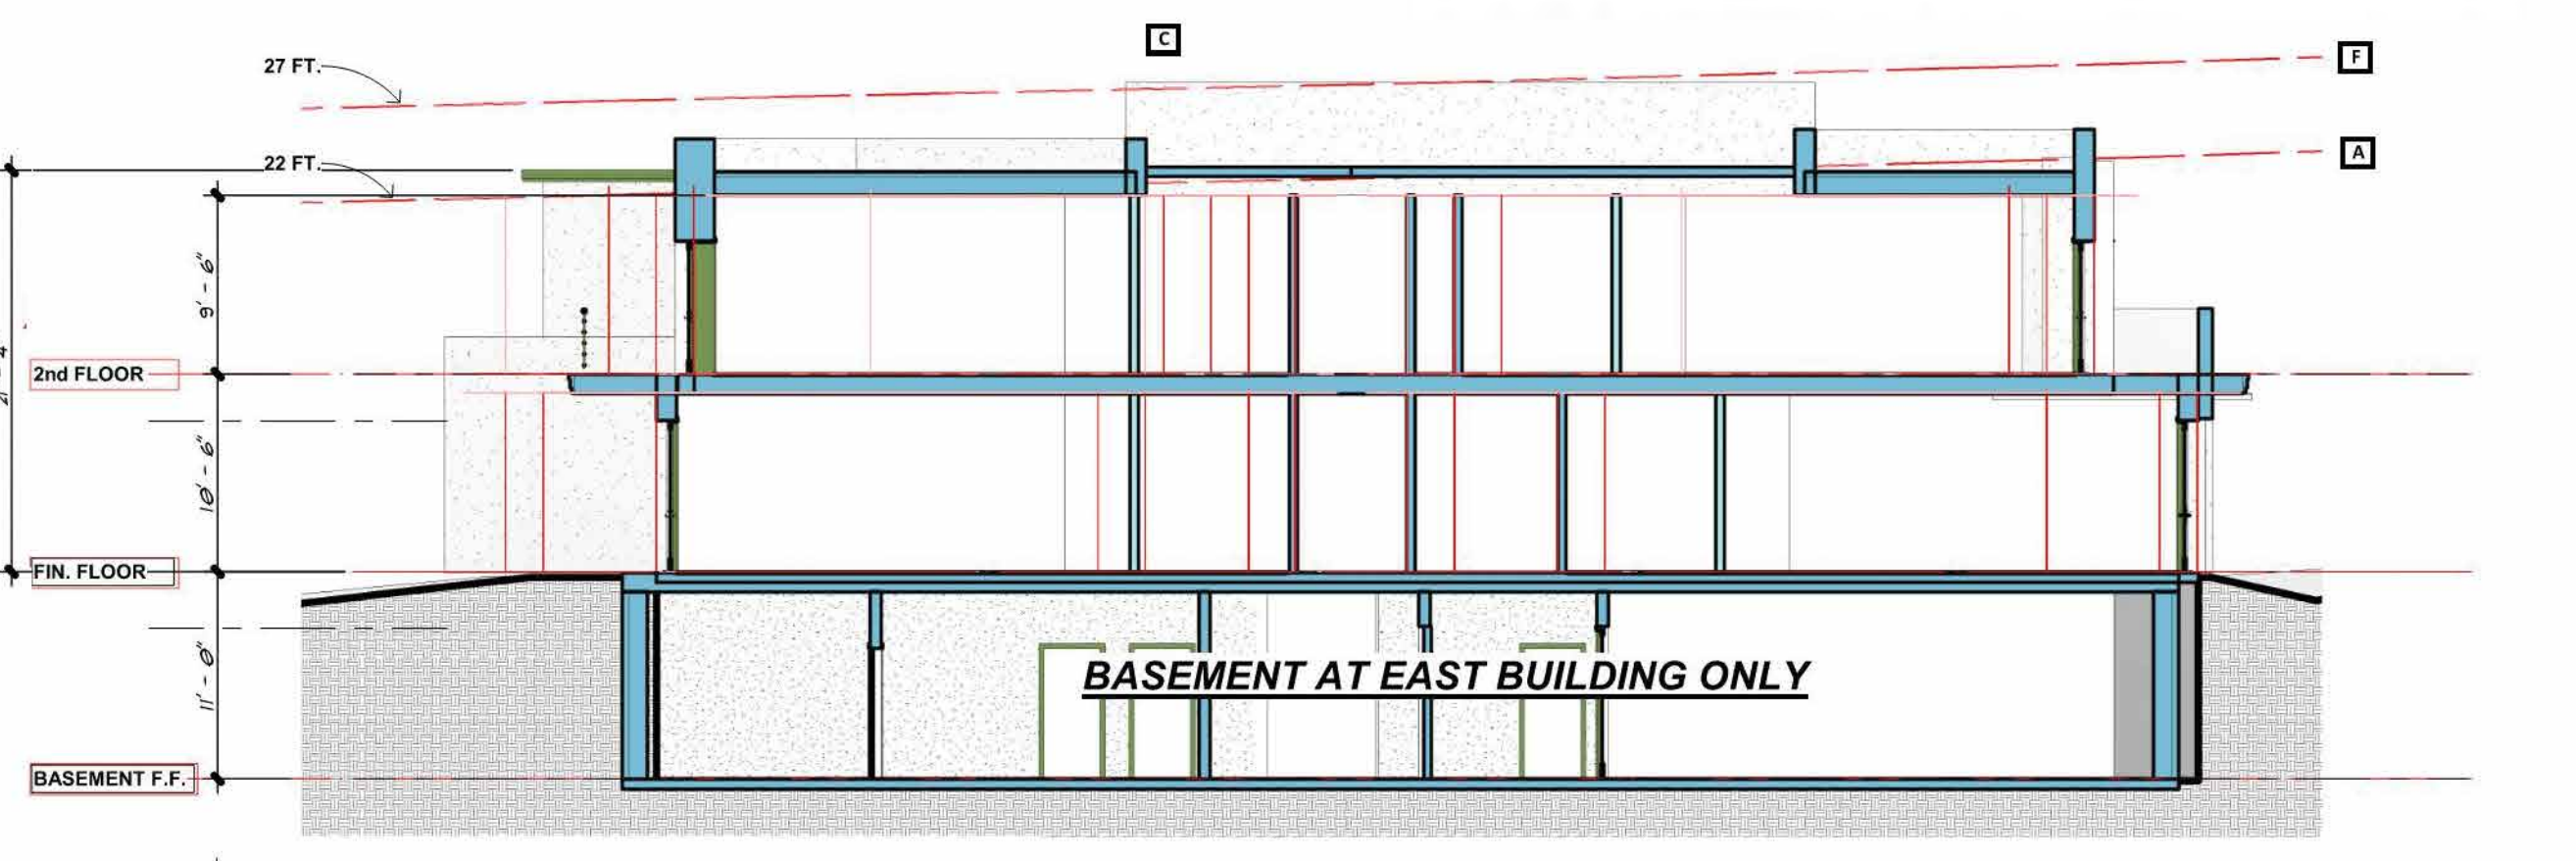 C
27 FT.
F
22 FT.
A
9' - 6"
2nd FLOOR
10' - 6"
FIN. FLOOR
11' - 0"
BASEMENT AT EAST BUILDING ONLY
BASEMENT F.F.